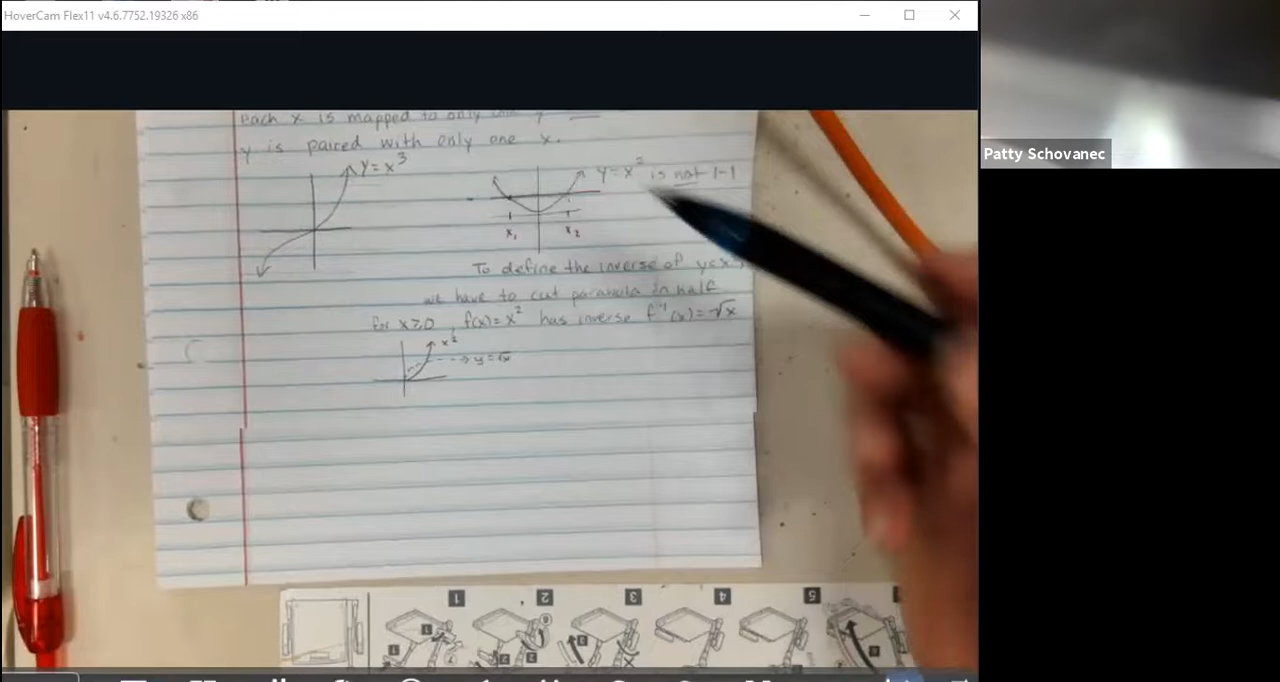 HoverCam Flex11 v4.6.7752.19326 x86
Patty Schovanec
each x is mapped to only
y is paired with only one x.
y=x³
y=x² is not 1-1
x₁ x₂
To define the inverse of y=x²
we have to cut parabola in half
for x≥0, f(x)=x² has inverse f⁻¹(x)=√x
x²
y=√x
1 2 3 4 5